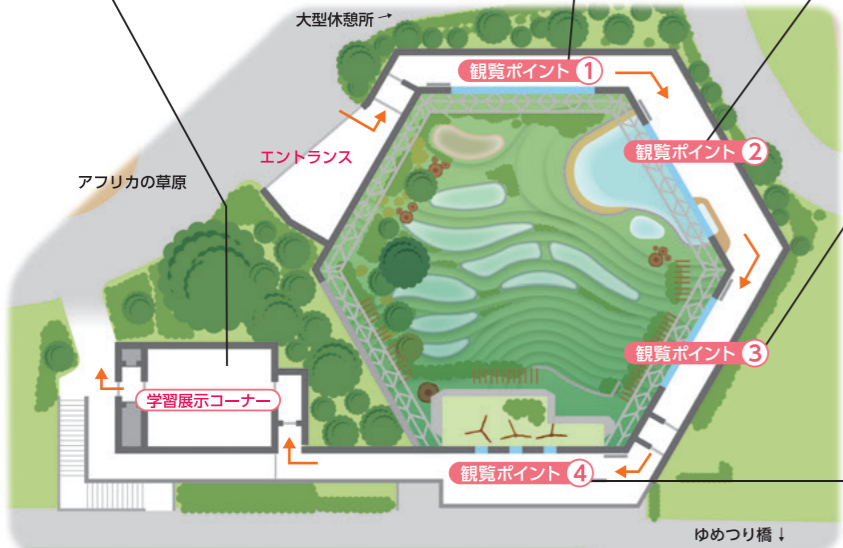 大型休憩所→
観覧ポイント①
観覧ポイント②
エントランス
アフリカの草原
観覧ポイント③
学習展示コーナー
観覧ポイント④
ゆめつり橋↓